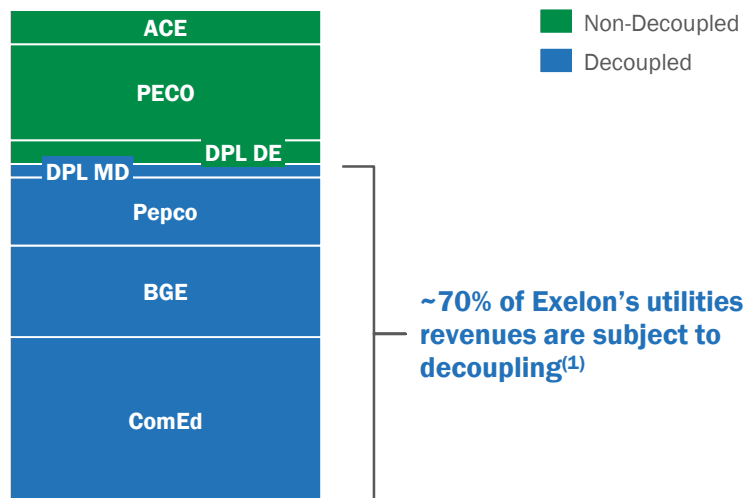 ACE
Non-Decoupled
Decoupled
PECO
DPL DE
DPL MD
Pepco
BGE
~70% of Exelon’s utilities
revenues are subject to
decoupling(1)
ComEd